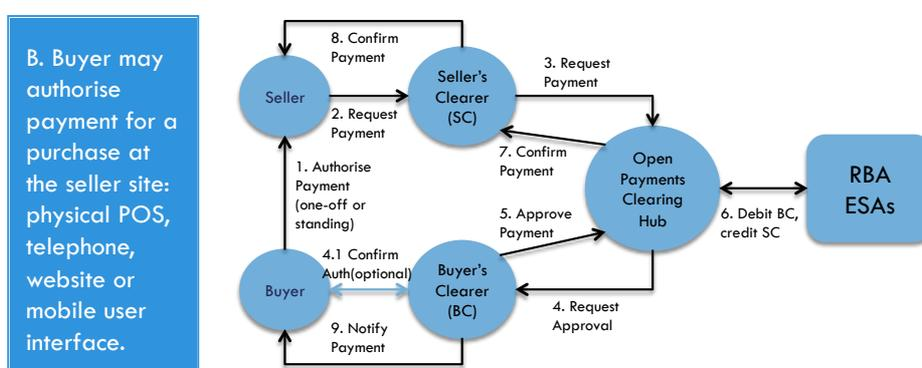 B. Buyer may
authorise
payment for a
purchase at
the seller site:
physical POS,
telephone,
website or
mobile user
interface.
8. Confirm
Payment
Seller
Seller's
Clearer
(SC)
3. Request
Payment
2. Request
Payment
7. Confirm
Payment
Open
Payments
Clearing
Hub
RBA
ESAs
1. Authorise
Payment
(one-off or
standing)
5. Approve
Payment
6. Debit BC,
credit SC
4.1 Confirm
Auth(optional)
Buyer
Buyer's
Clearer
(BC)
4. Request
Approval
9. Notify
Payment